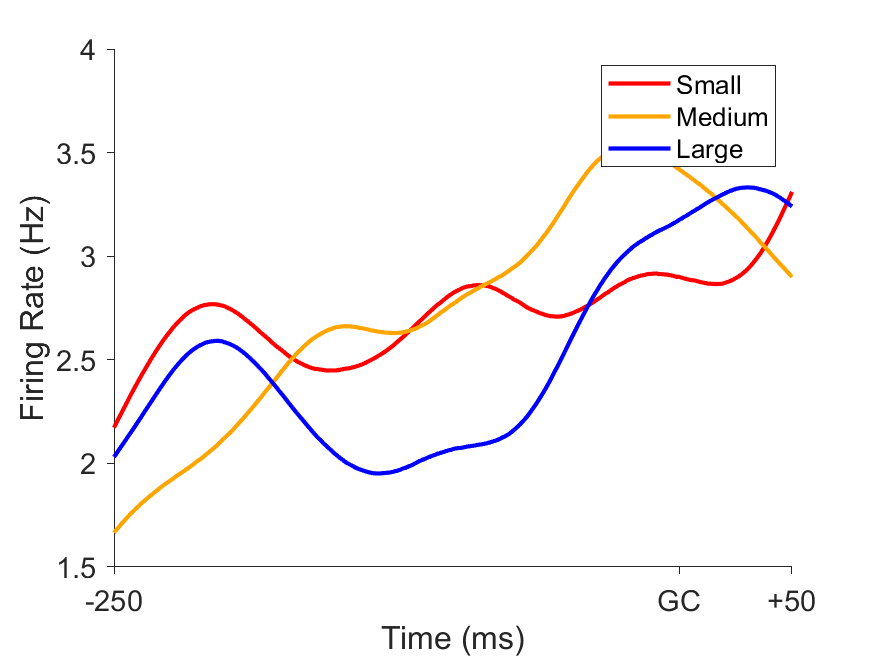 4
3.5
3
2.5
2
1.5
Firing Rate (Hz)
Small
Medium
Large
-250
GC
+50
Time (ms)